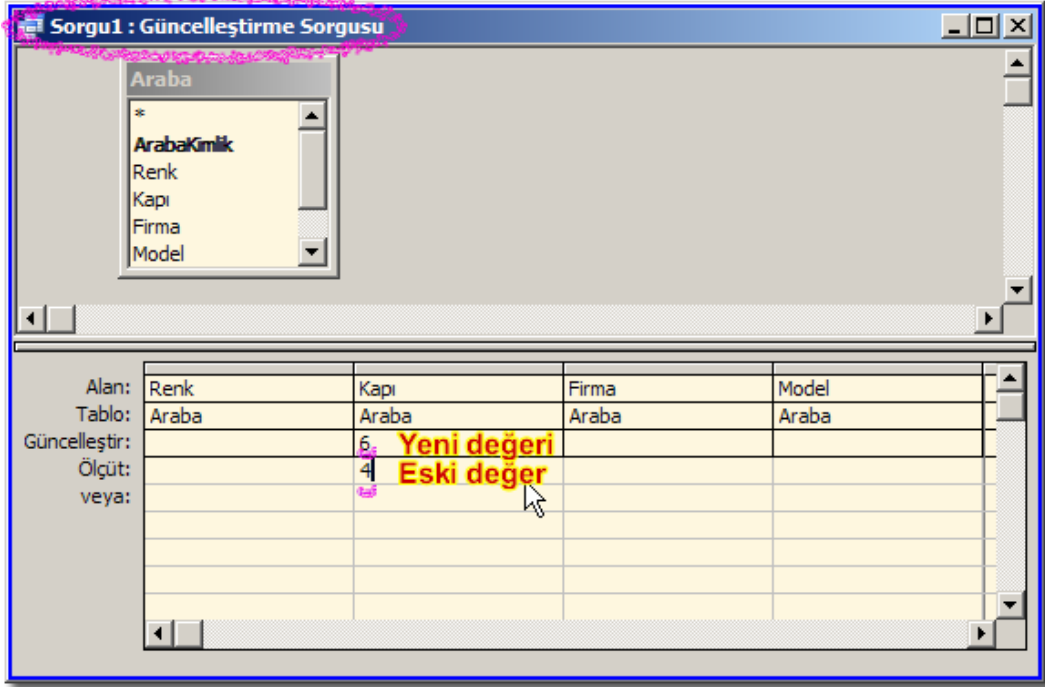 Sorgu1 : Güncelleştirme Sorgusu
Araba
*
ArabaKimlik
Renk
Kapı
Firma
Model
Alan: Renk Kapı Firma Model
Tablo: Araba Araba Araba Araba
Güncelleştir: 6 Yeni değeri
Ölçüt: 4 Eski değer
veya: